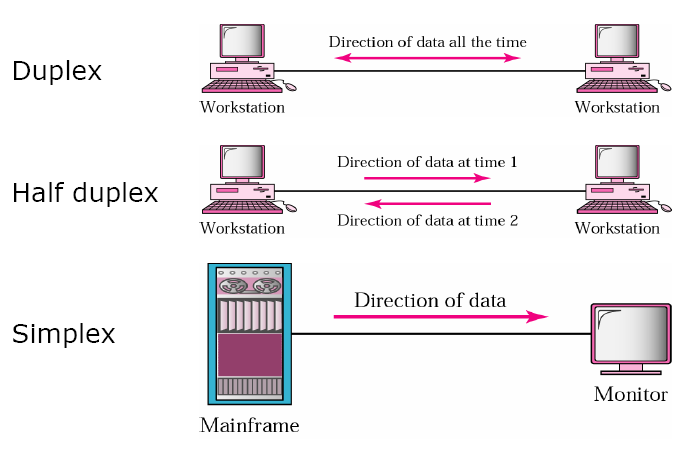 Duplex
Direction of data all the time
Workstation
Workstation
Half duplex
Direction of data at time 1
Direction of data at time 2
Workstation
Workstation
Simplex
Direction of data
Monitor
Mainframe